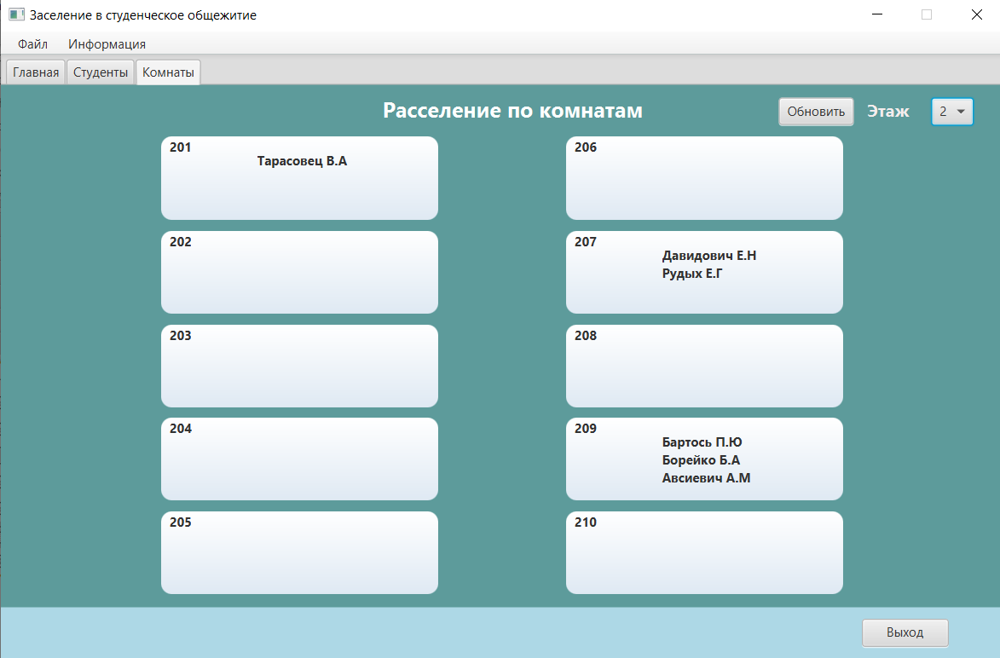 Заселение в студенческое общежитие
Файл Информация
Главная Студенты Комнаты
Расселение по комнатам Обновить Этаж 2
201
Тарасовец В.А
202
203
204
205
206
207
Давидович Е.Н
Рудых Е.Г
208
209
Бартось П.Ю
Борейко Б.А
Авсиевич А.М
210
Выход